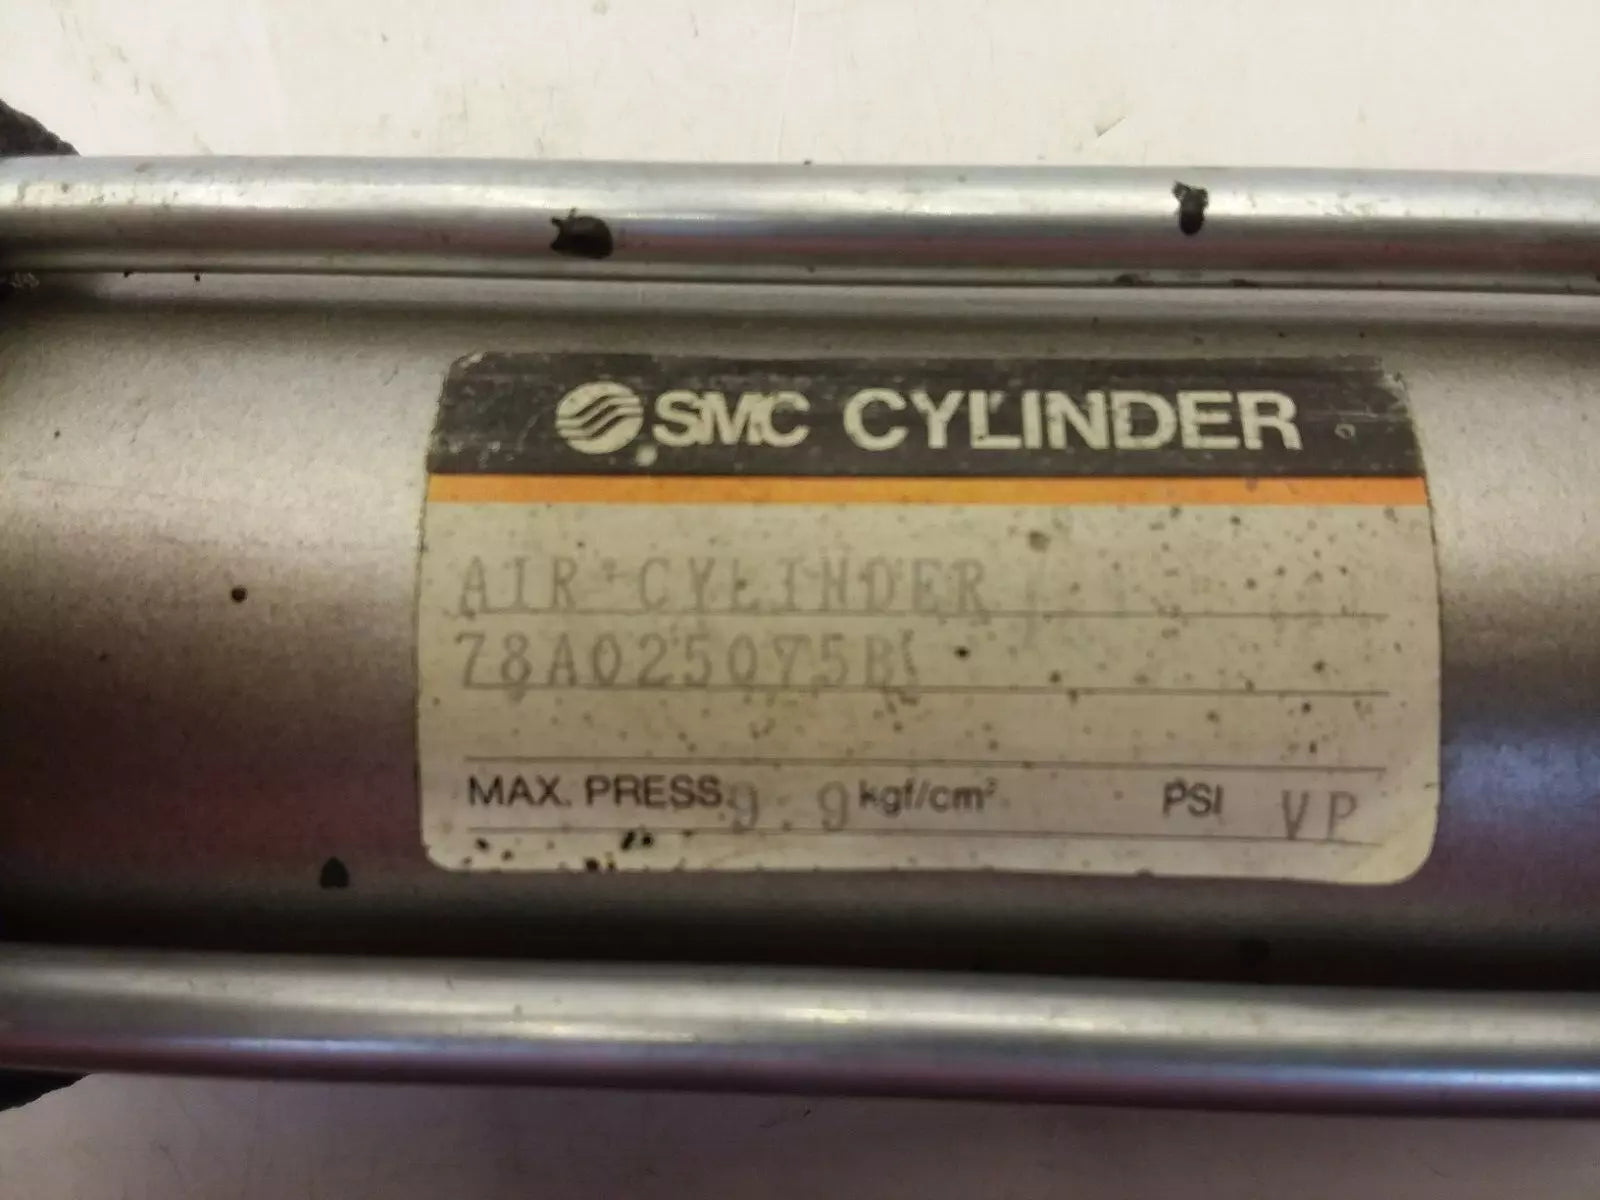 SMC CYLINDER
AIR CYLINDER
78A025075B
MAX. PRESS. 9.9 kgf/cm² PSI VP